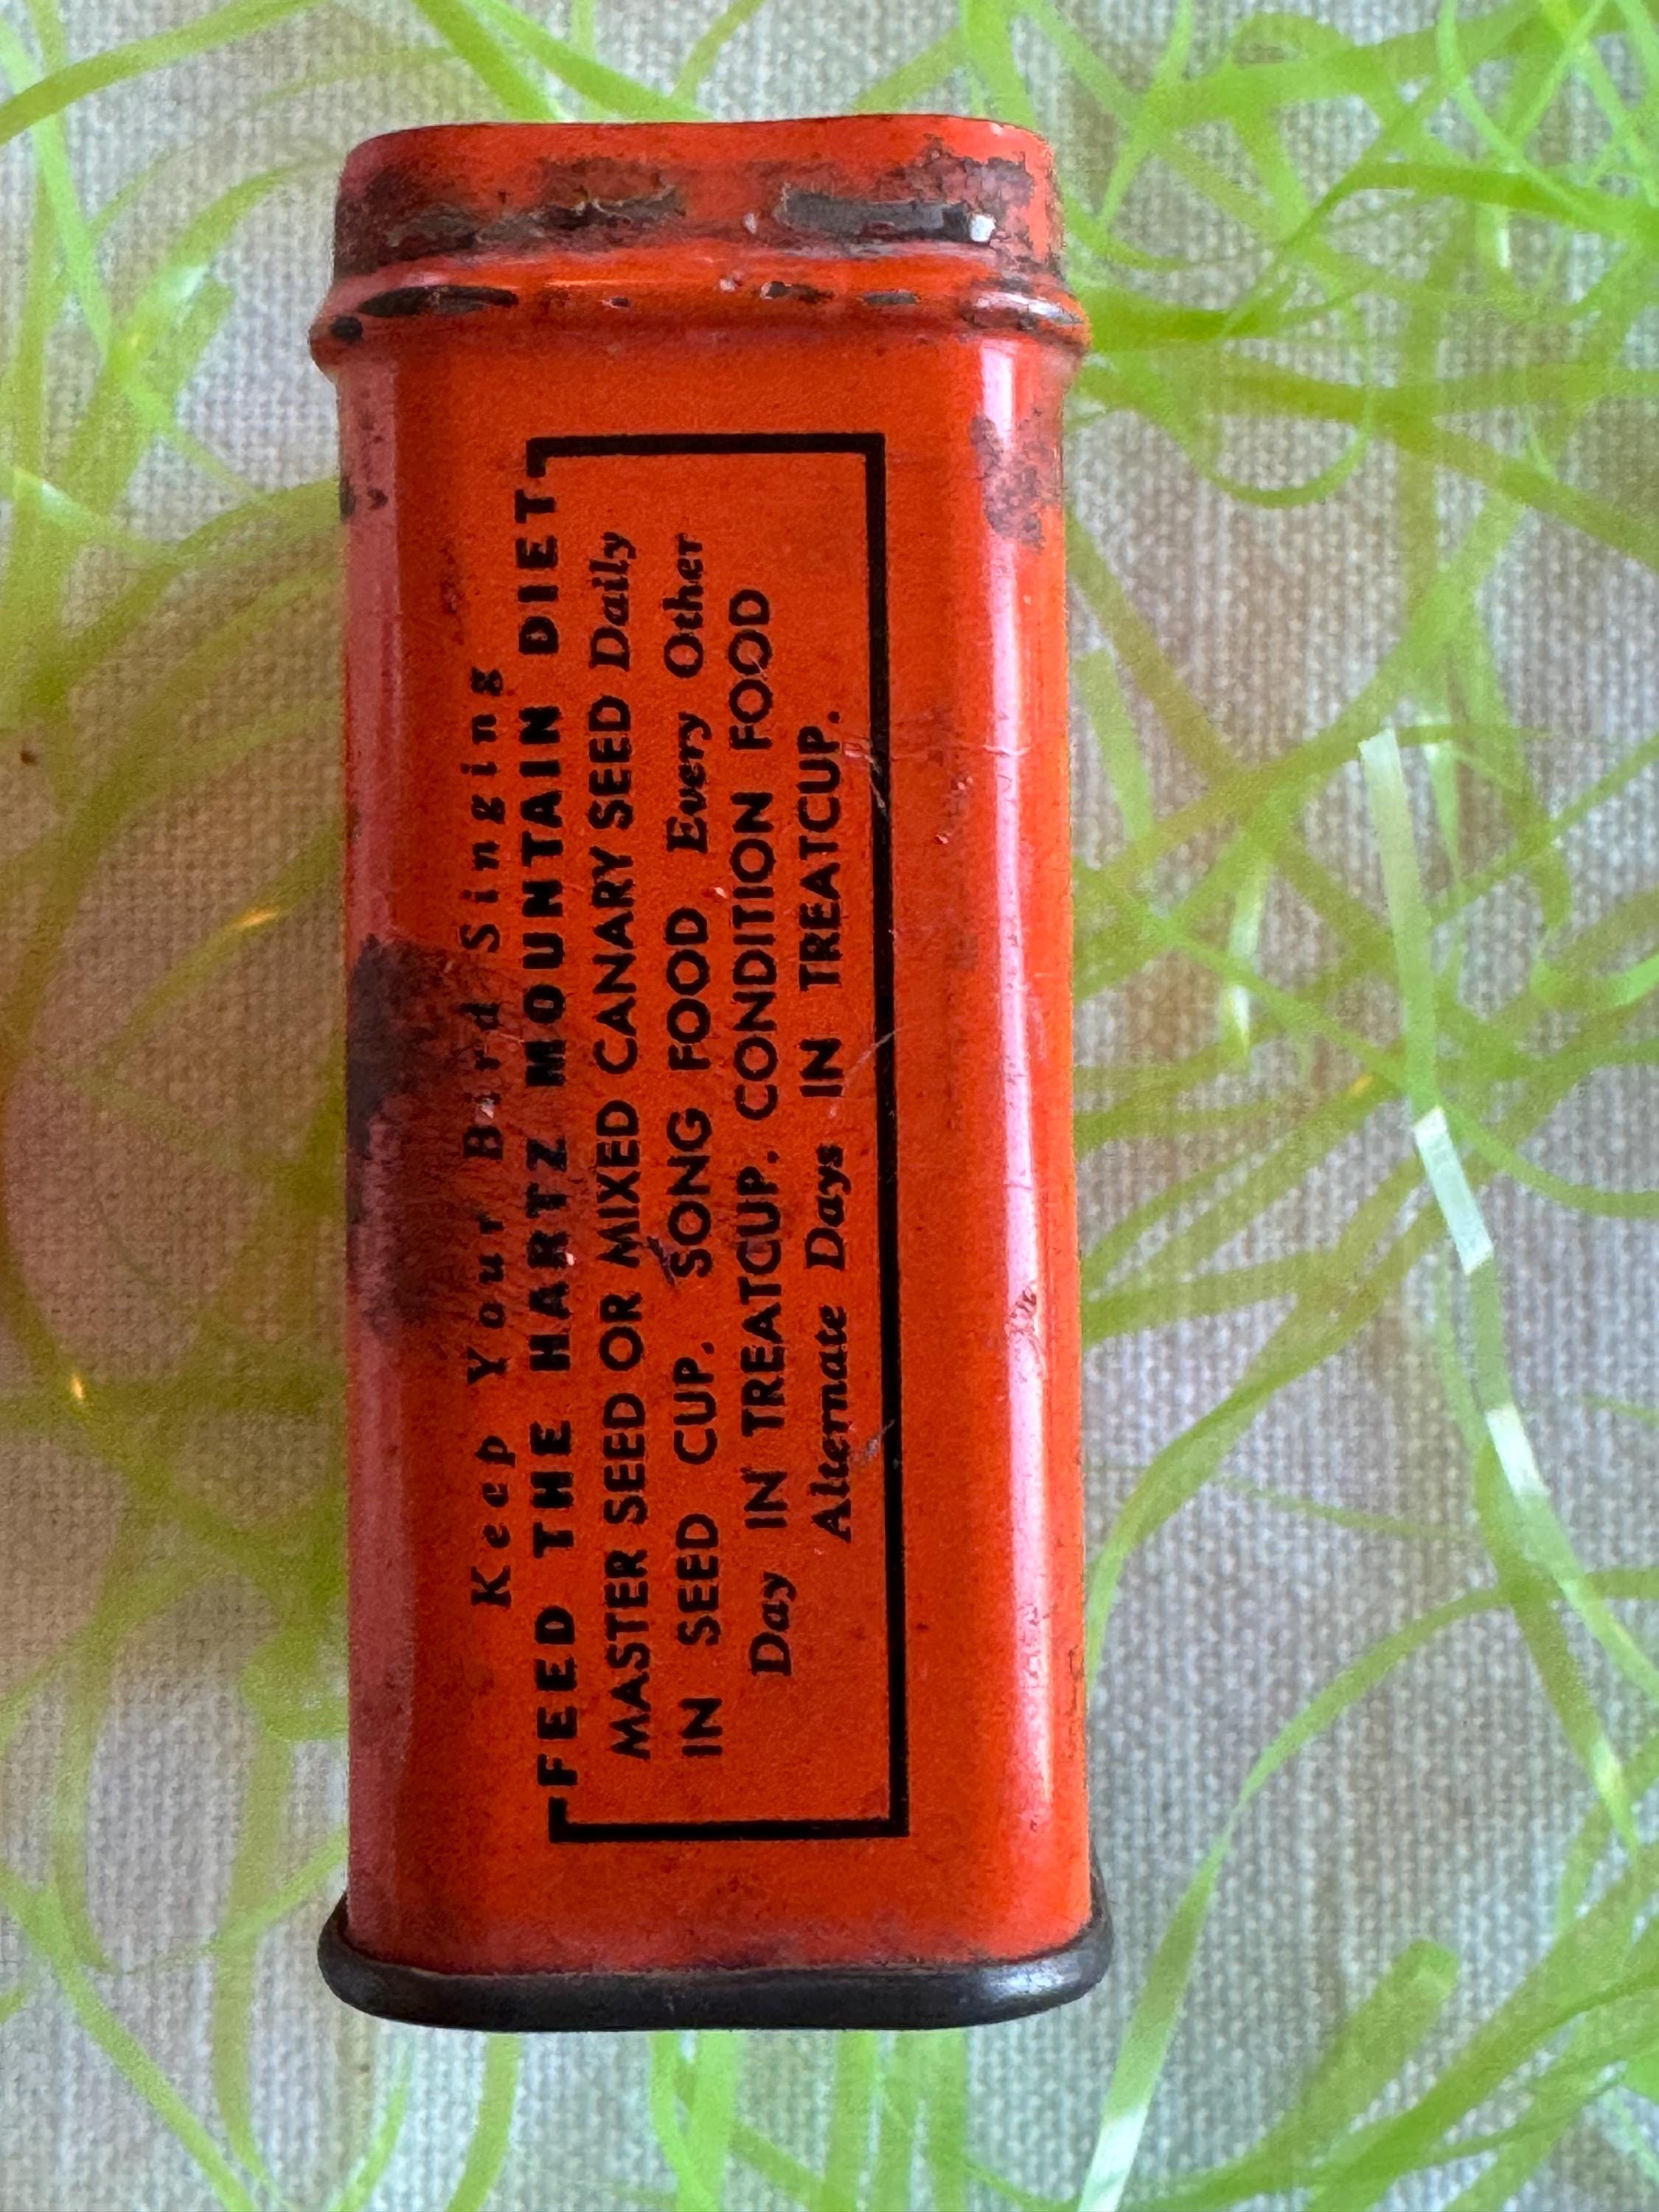 Keep Your Bird Singing
FEED THE HARTZ MOUNTAIN DIET
MASTER SEED OR MIXED CANARY SEED Daily
IN SEED CUP. SONG FOOD Every Other
Day IN TREATCUP. CONDITION FOOD
Alternate Days IN TREATCUP.